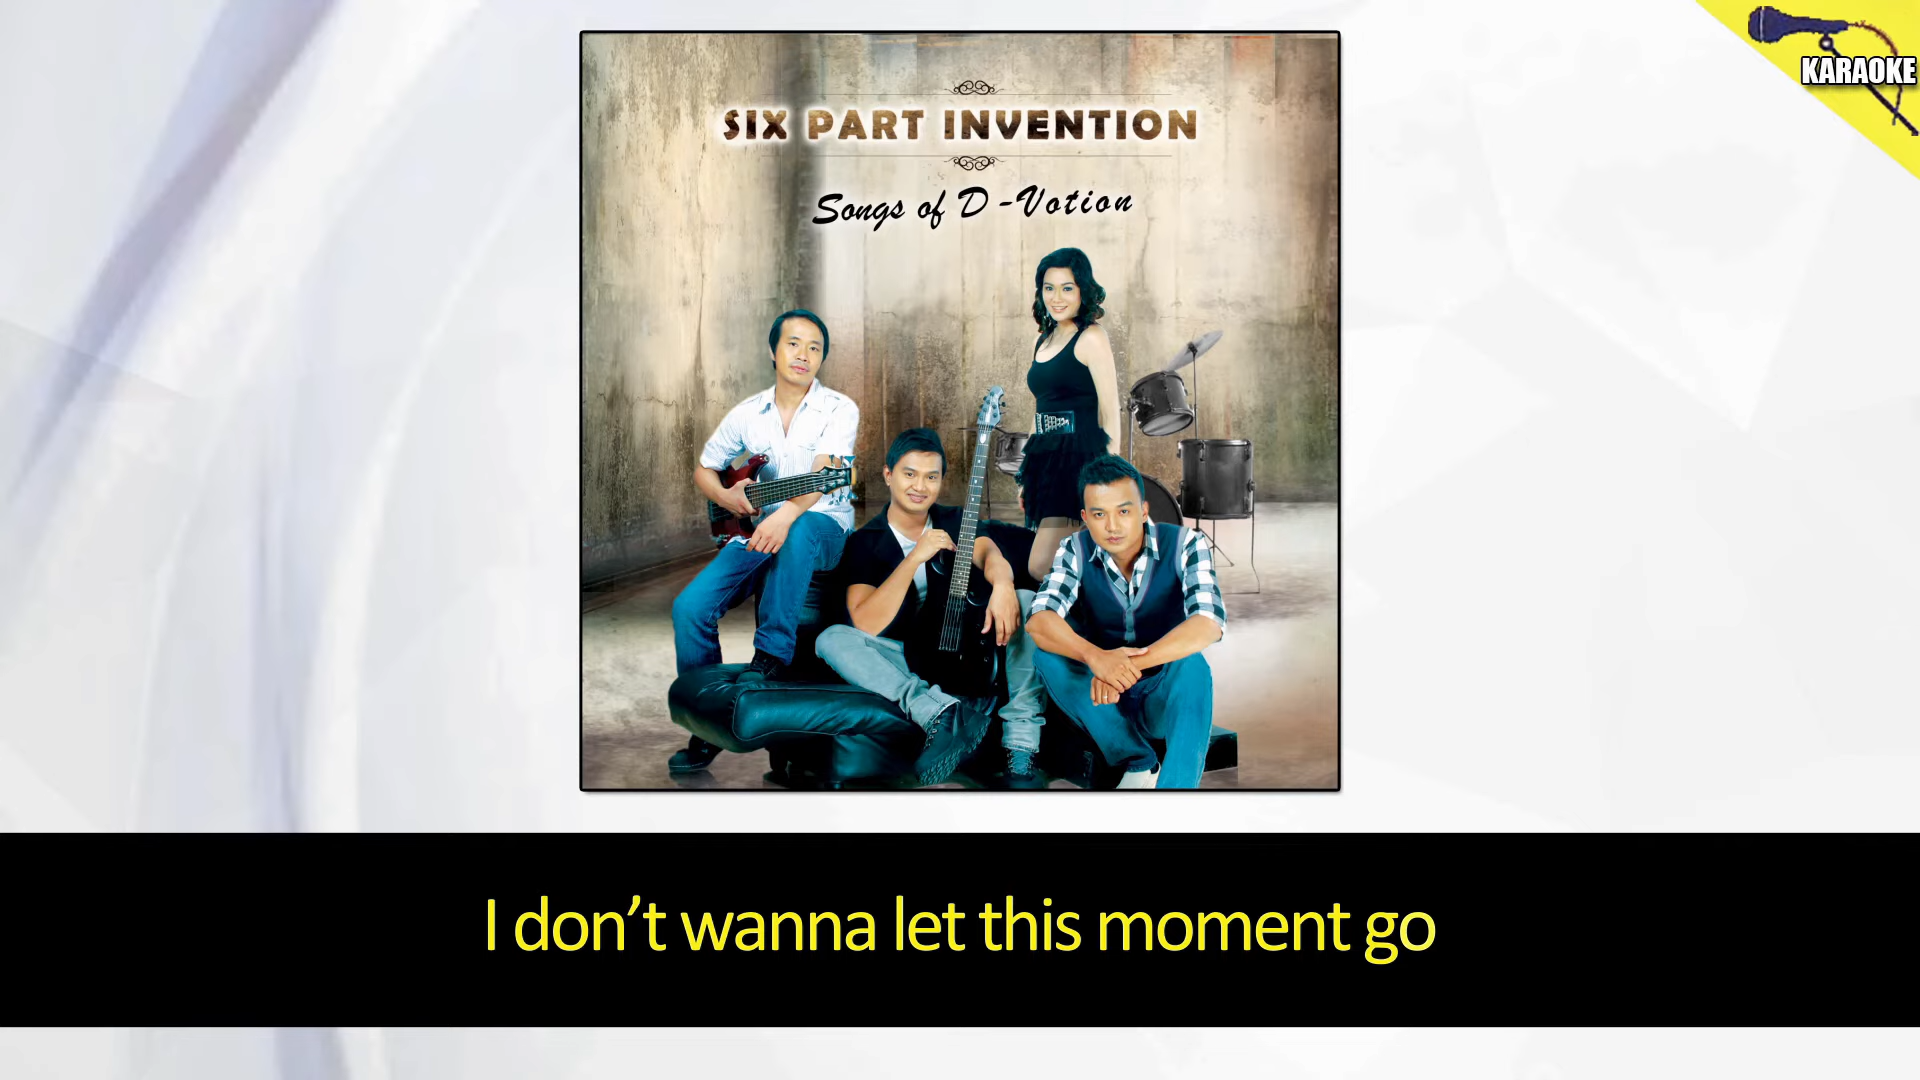 KARAOKE
SIX PART INVENTION
Songs of D-Votion
I don't wanna let this moment go